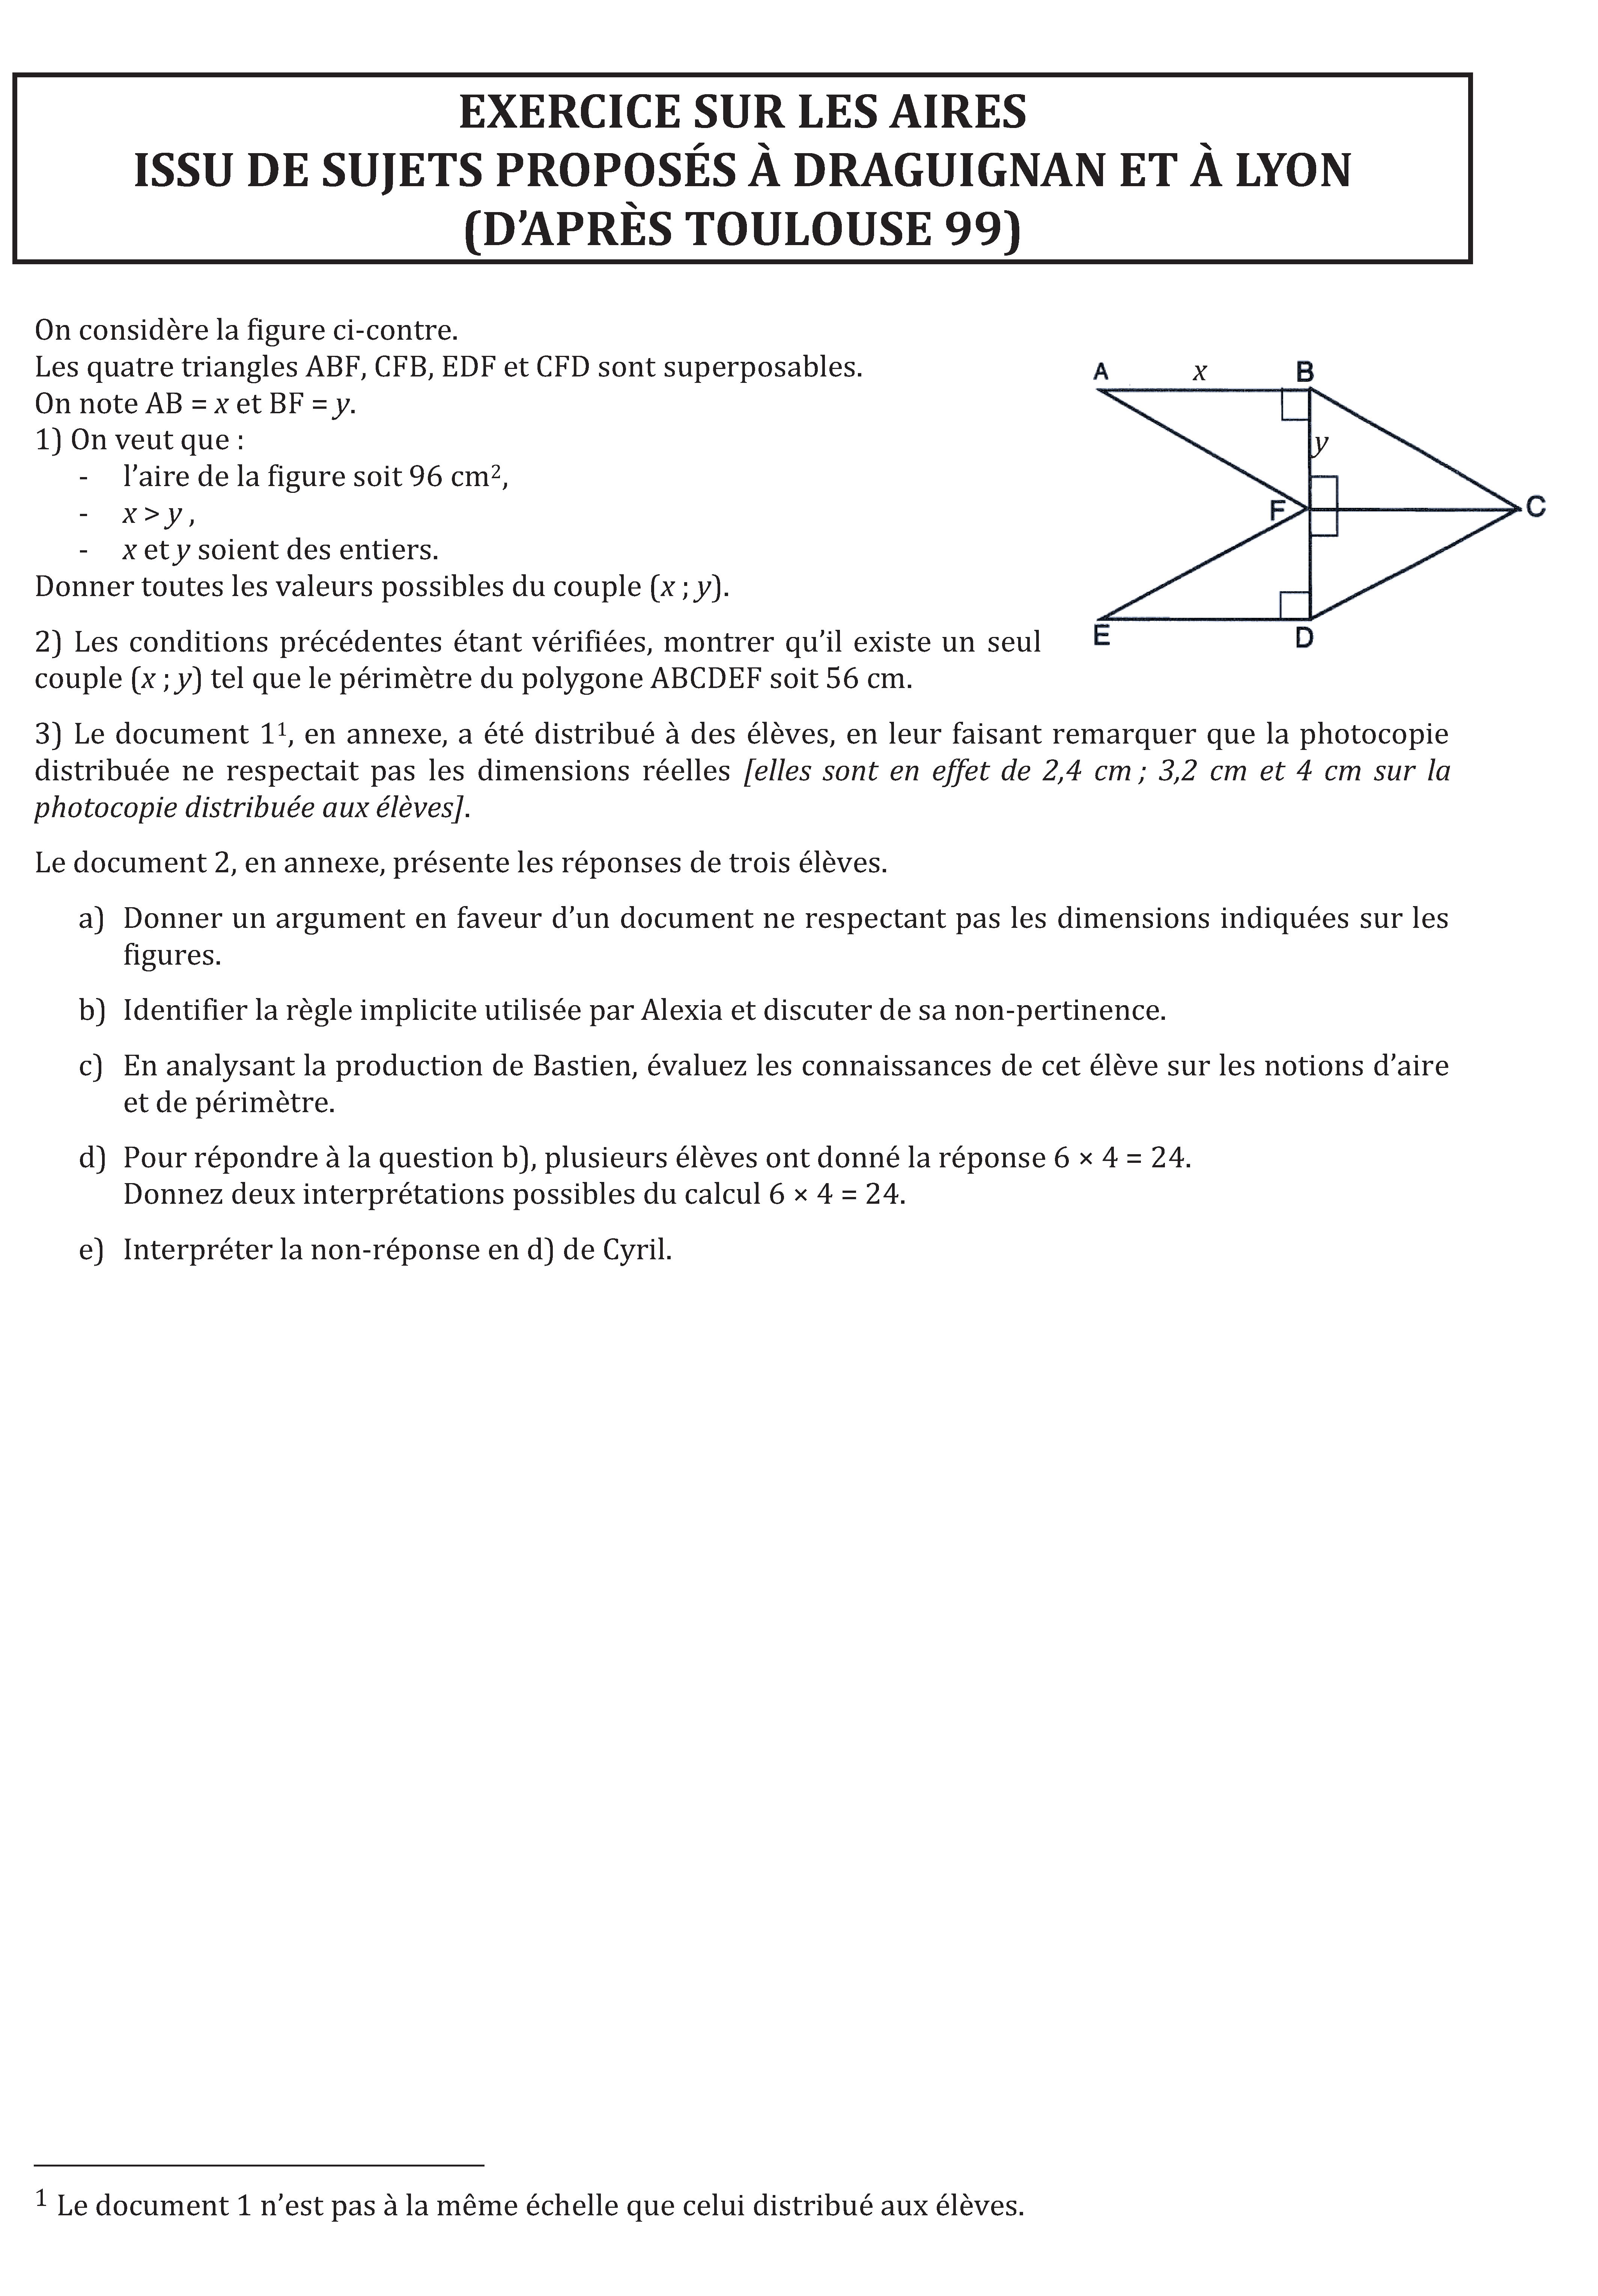 EXERCICE SUR LES AIRES
ISSU DE SUJETS PROPOSÉS À DRAGUIGNAN ET À LYON
(D’APRÈS TOULOUSE 99)
On considère la figure ci-contre.
Les quatre triangles ABF, CFB, EDF et CFD sont superposables.
On note AB = x et BF = y.
1) On veut que :
- l’aire de la figure soit 96 cm²,
- x > y ,
- x et y soient des entiers.
Donner toutes les valeurs possibles du couple (x ; y).
A x B
y
F C
E D
2) Les conditions précédentes étant vérifiées, montrer qu’il existe un seul
couple (x ; y) tel que le périmètre du polygone ABCDEF soit 56 cm.
3) Le document 1¹, en annexe, a été distribué à des élèves, en leur faisant remarquer que la photocopie
distribuée ne respectait pas les dimensions réelles [elles sont en effet de 2,4 cm ; 3,2 cm et 4 cm sur la
photocopie distribuée aux élèves].
Le document 2, en annexe, présente les réponses de trois élèves.
a) Donner un argument en faveur d’un document ne respectant pas les dimensions indiquées sur les
figures.
b) Identifier la règle implicite utilisée par Alexia et discuter de sa non-pertinence.
c) En analysant la production de Bastien, évaluez les connaissances de cet élève sur les notions d’aire
et de périmètre.
d) Pour répondre à la question b), plusieurs élèves ont donné la réponse 6 × 4 = 24.
Donnez deux interprétations possibles du calcul 6 × 4 = 24.
e) Interpréter la non-réponse en d) de Cyril.
1 Le document 1 n’est pas à la même échelle que celui distribué aux élèves.